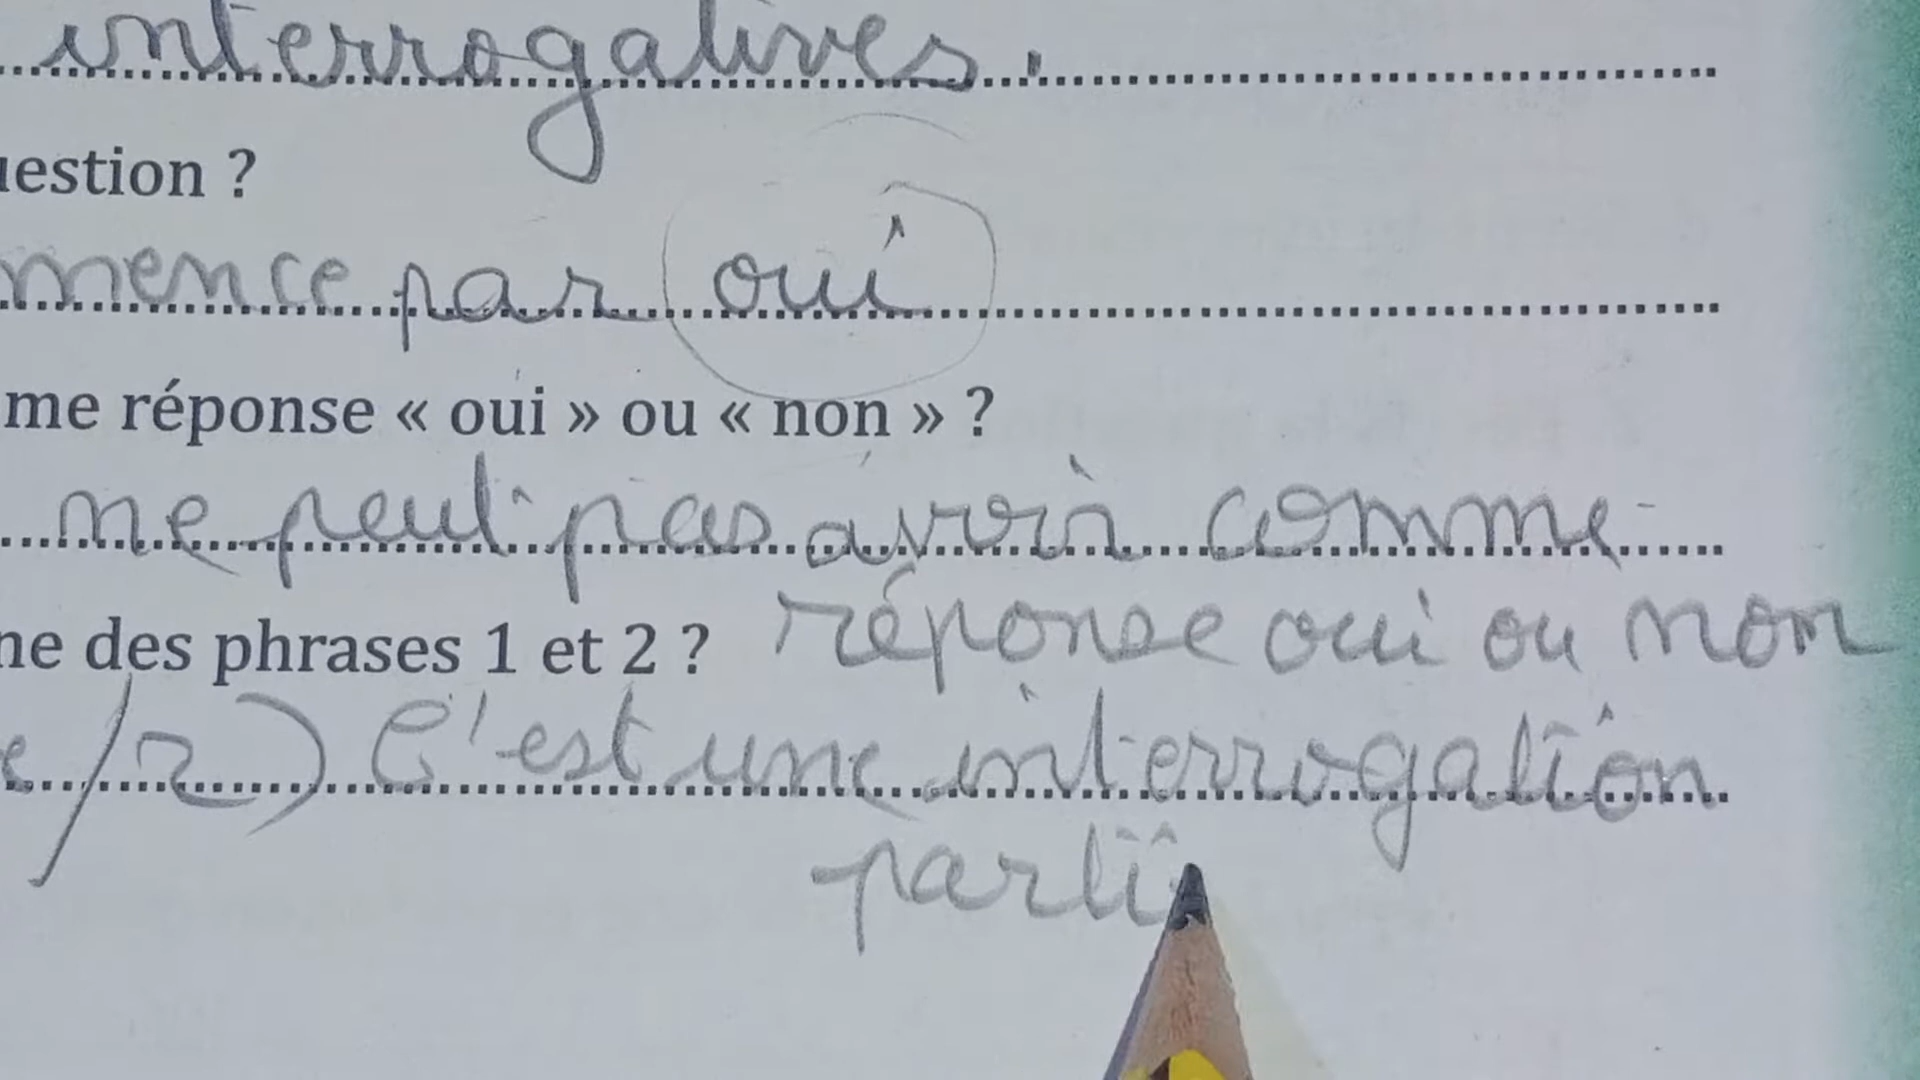 interrogatives.
uestion ?
mence par oui
me réponse « oui » ou « non » ?
ne peut pas avoir comme
réponse oui ou non
ne des phrases 1 et 2 ?
e/2) C'est une interrogation
parti